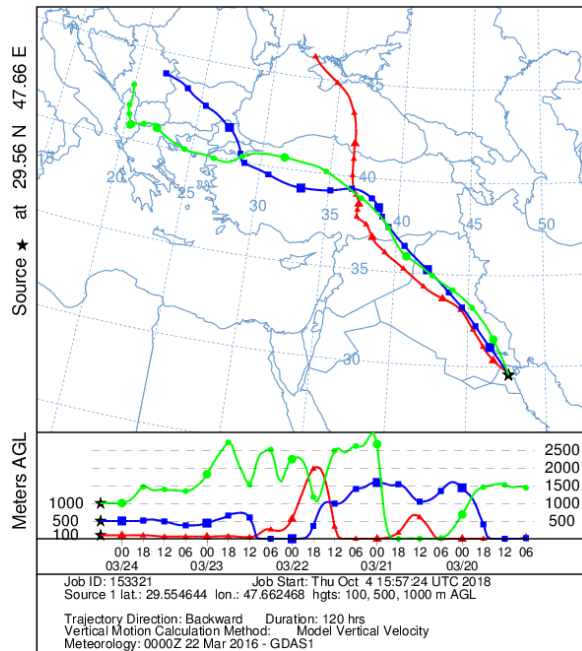 Source ★ at 29.56 N 47.66 E
15
20
25
30
35
40
45
50
40
35
30
Meters AGL
2500
2000
1500
1000
500
1000
500
100
00 18 12 06 00 18 12 06 00 18 12 06 00 18 12 06 00 18 12 06
03/24 03/23 03/22 03/21 03/20
Job ID: 153321 Job Start: Thu Oct 4 15:57:24 UTC 2018
Source 1 lat.: 29.554644 lon.: 47.662468 hgts: 100, 500, 1000 m AGL
Trajectory Direction: Backward Duration: 120 hrs
Vertical Motion Calculation Method: Model Vertical Velocity
Meteorology: 0000Z 22 Mar 2016 - GDAS1